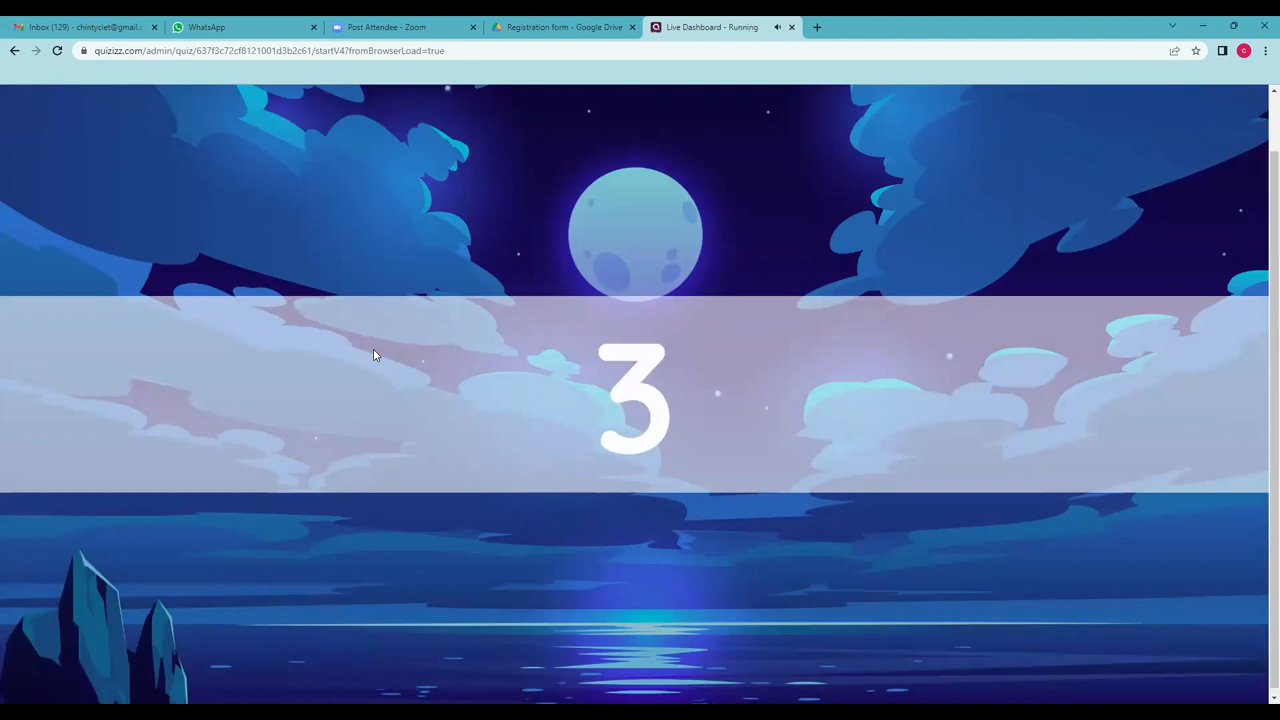 Inbox (129) - chintyciet@gmail.c
WhatsApp
Post Attendee - Zoom
Registration form - Google Drive
Live Dashboard - Running
quizizz.com/admin/quiz/637f3c72cf8121001d3b2c61/startV4?fromBrowserLoad=true
C
3